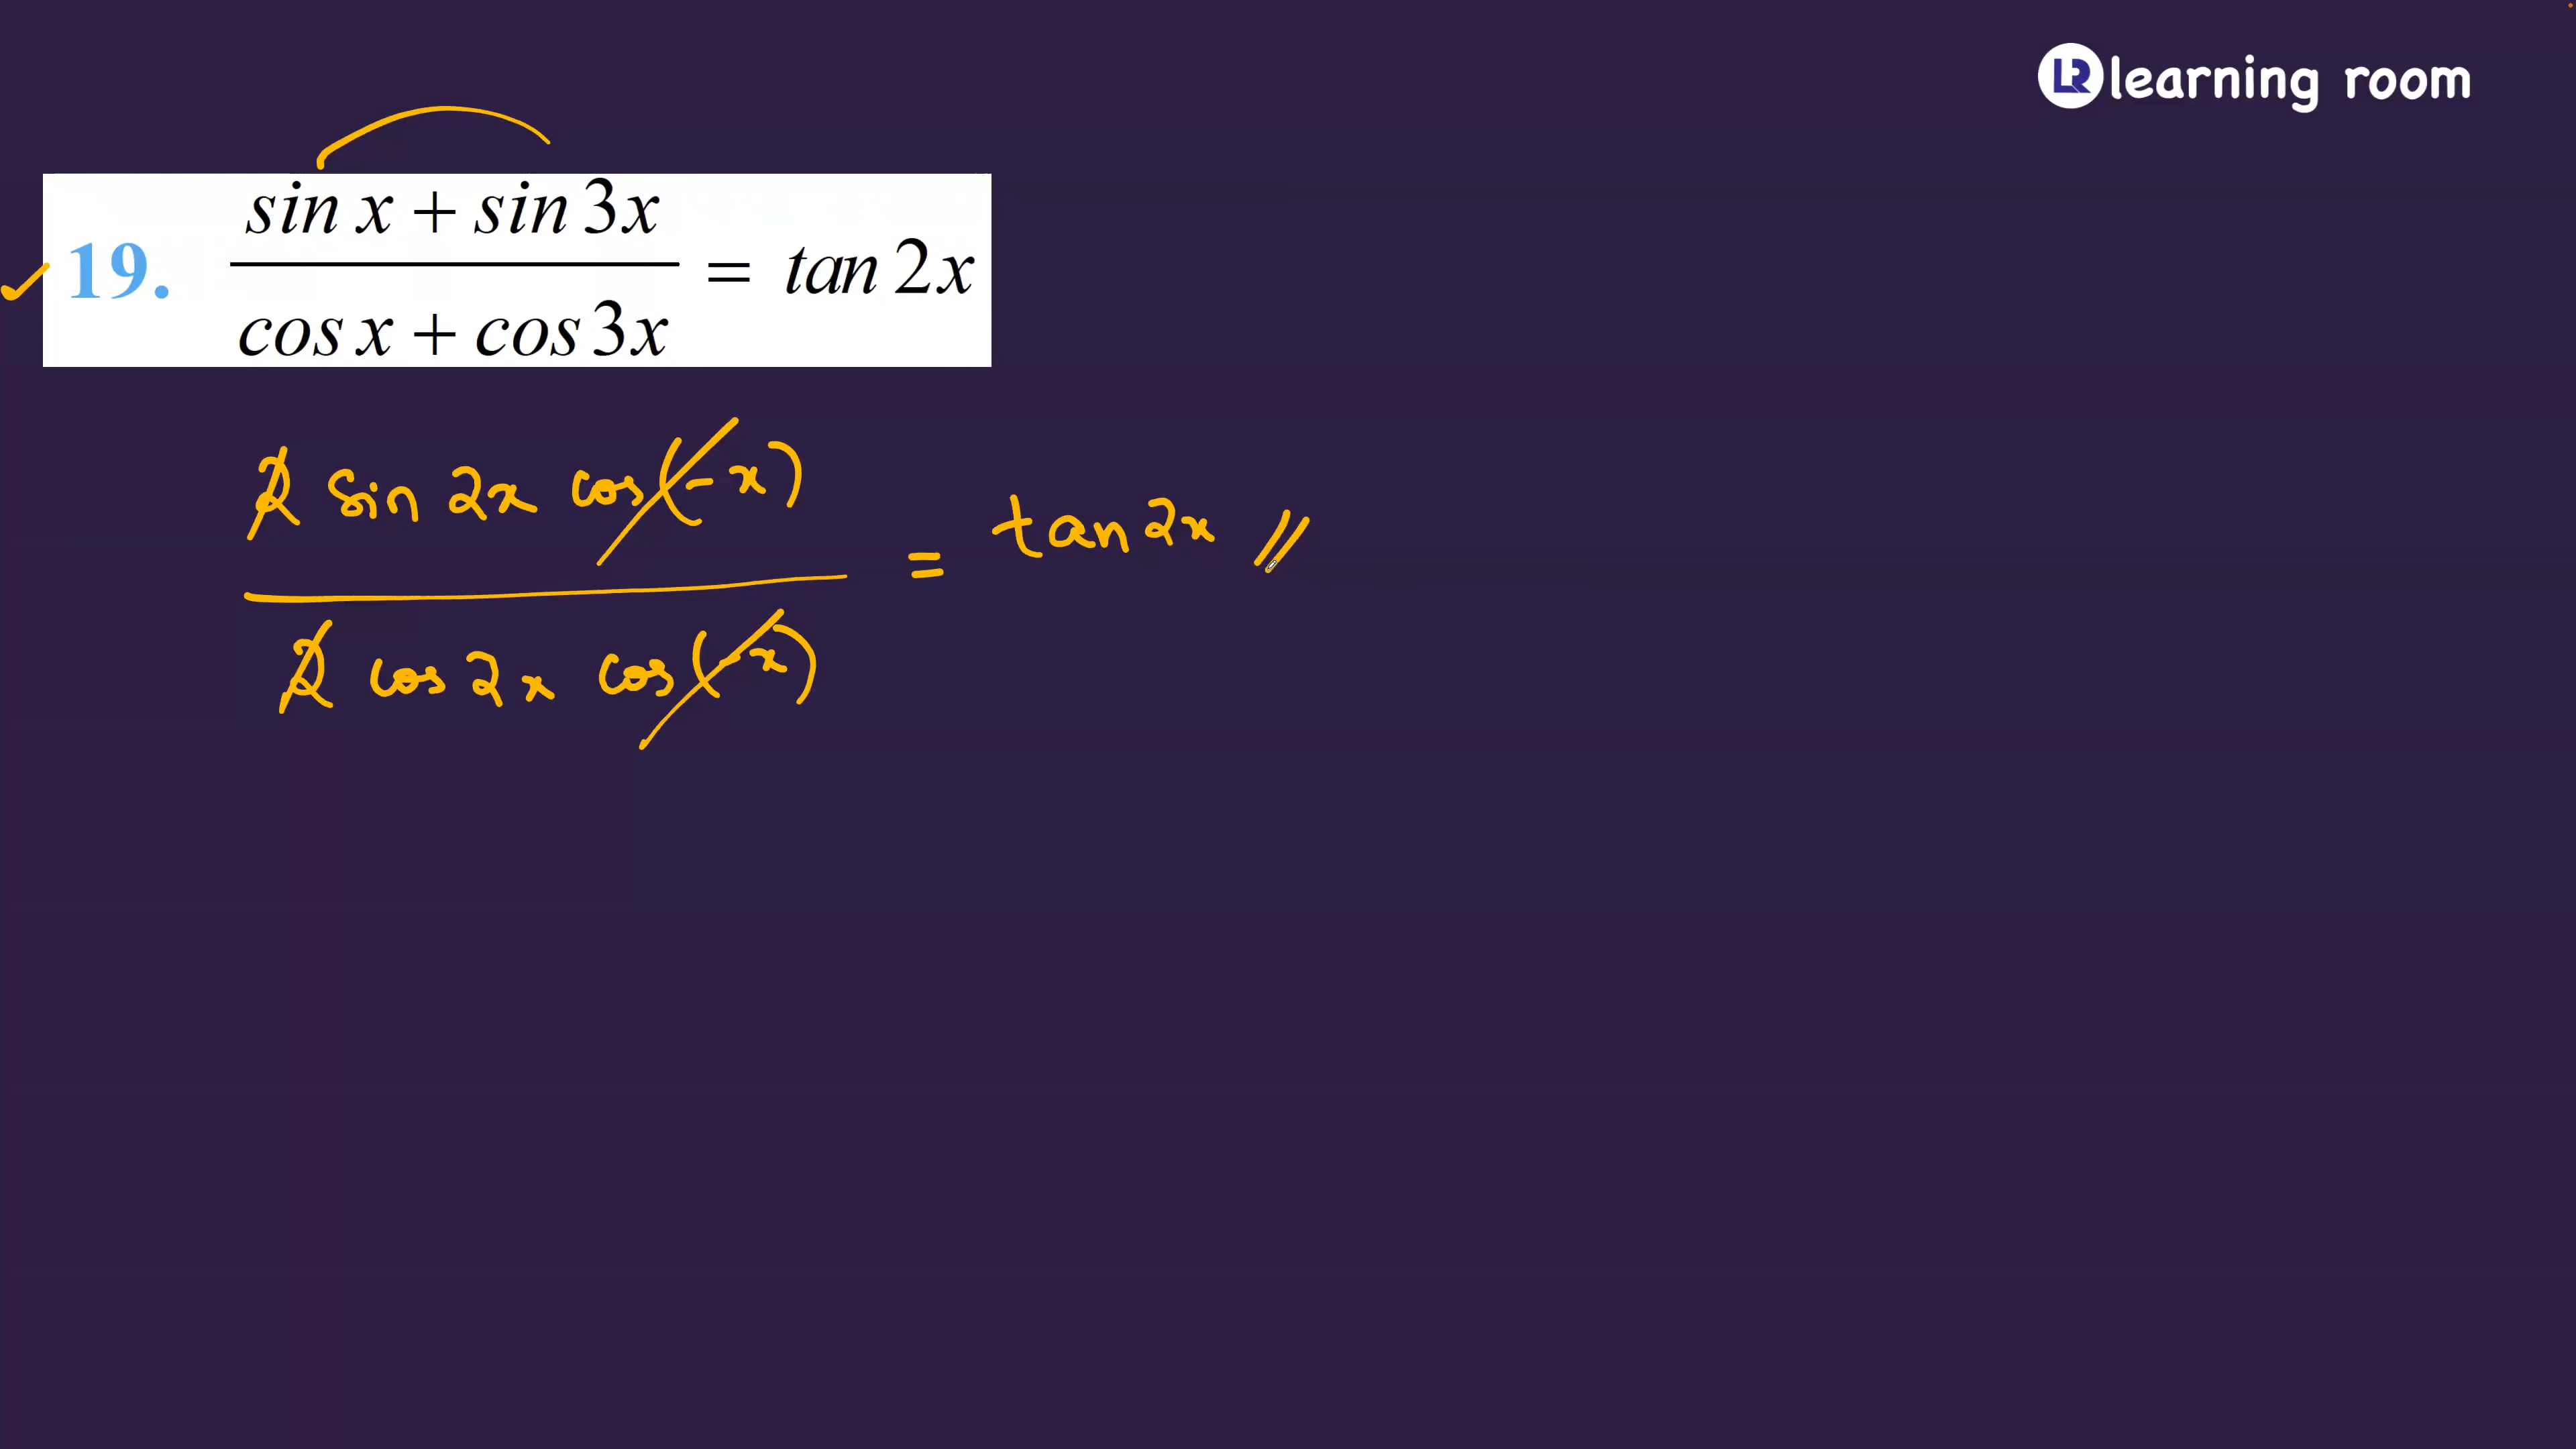 learning room
19. (sin x + sin 3x) / (cos x + cos 3x) = tan 2x
2 sin 2x cos(-x)
= tan 2x //
2 cos 2x cos(-x)